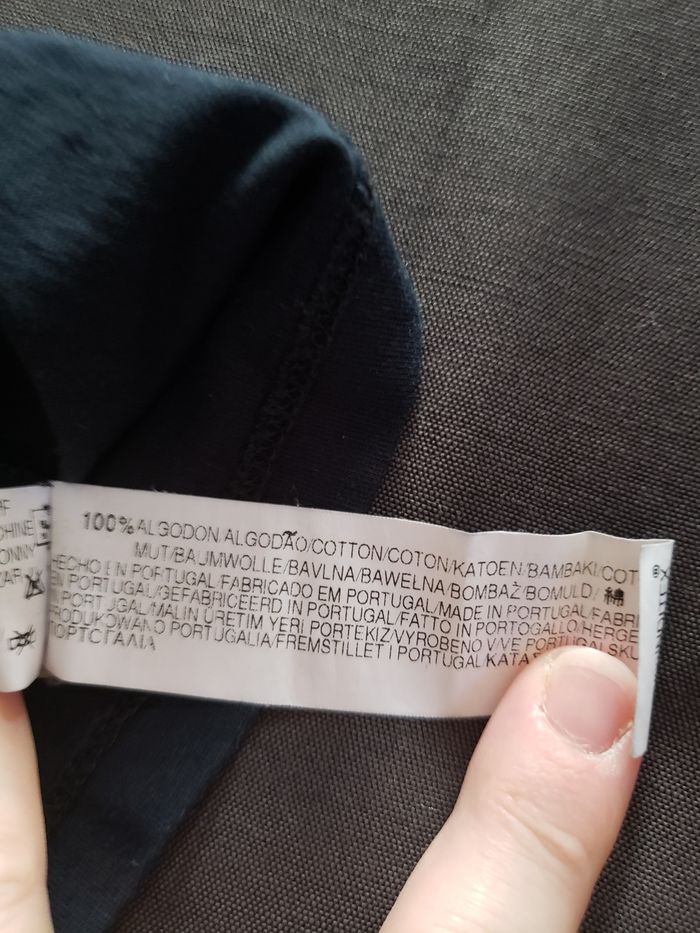 100% ALGODON/ALGODÃO/COTTON/COTON/KATOEN/BAMBAKI/COT
MUT/BAUMWOLLE/BAVLNA/BAWELNA/BOMBAŽ/BOMULD/ 綿
HECHO EN PORTUGAL/FABRICADO EM PORTUGAL/MADE IN PORTUGAL/FABRI
EN PORTUGAL/GEFABRICEERD IN PORTUGAL/FATTO IN PORTOGALLO/HERGE
PORTUGAL/MALIN ÜRETIM YERI PORTEKIZ/VYROBENO V/VE PORTUGALSKU
PRODUKOWANO PORTUGALIA/FREMSTILLET I PORTUGAL/KATA
ΠΟΡΤΟΓΑΛΙΑ
CHINE